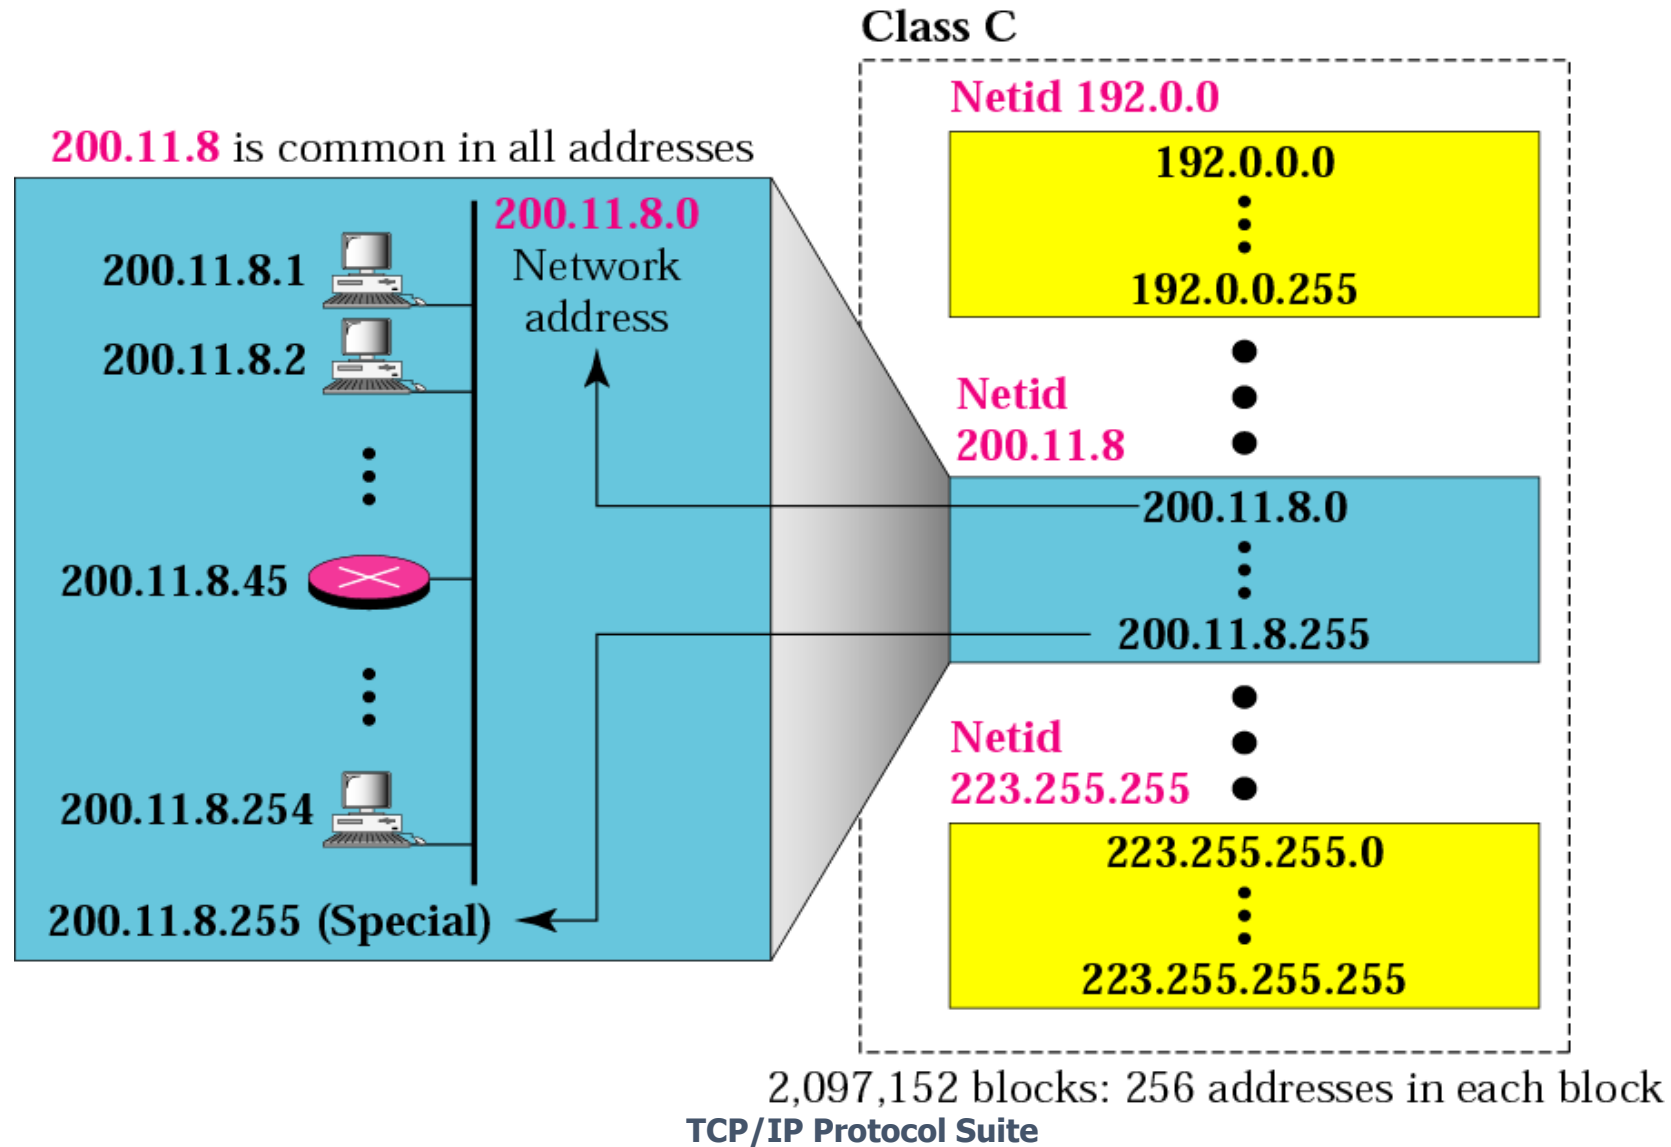 Class C
200.11.8 is common in all addresses
200.11.8.0
Network
address
200.11.8.1
200.11.8.2
200.11.8.45
200.11.8.254
200.11.8.255 (Special)
Netid 192.0.0
192.0.0.0
192.0.0.255
Netid
200.11.8
200.11.8.0
200.11.8.255
Netid
223.255.255
223.255.255.0
223.255.255.255
2,097,152 blocks: 256 addresses in each block
TCP/IP Protocol Suite